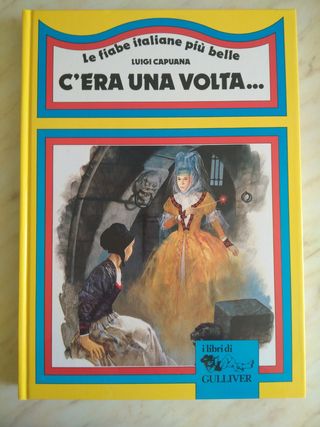 Le fiabe italiane più belle
LUIGI CAPUANA
C'ERA UNA VOLTA...
i libri di
GULLIVER